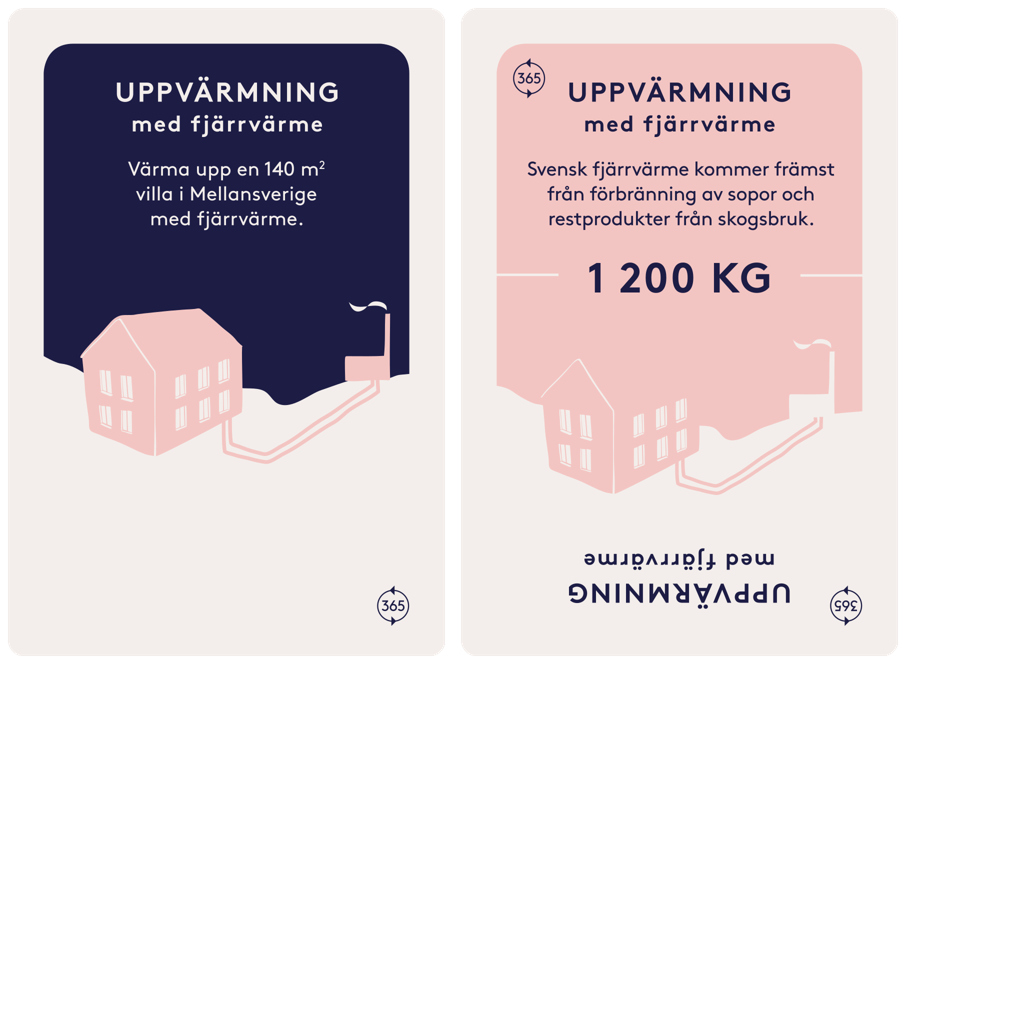 UPPVÄRMNING
med fjärrvärme
Värma upp en 140 m²
villa i Mellansverige
med fjärrvärme.
365
365
UPPVÄRMNING
med fjärrvärme
Svensk fjärrvärme kommer främst
från förbränning av sopor och
restprodukter från skogsbruk.
1 200 KG
UPPVÄRMNING
med fjärrvärme
365